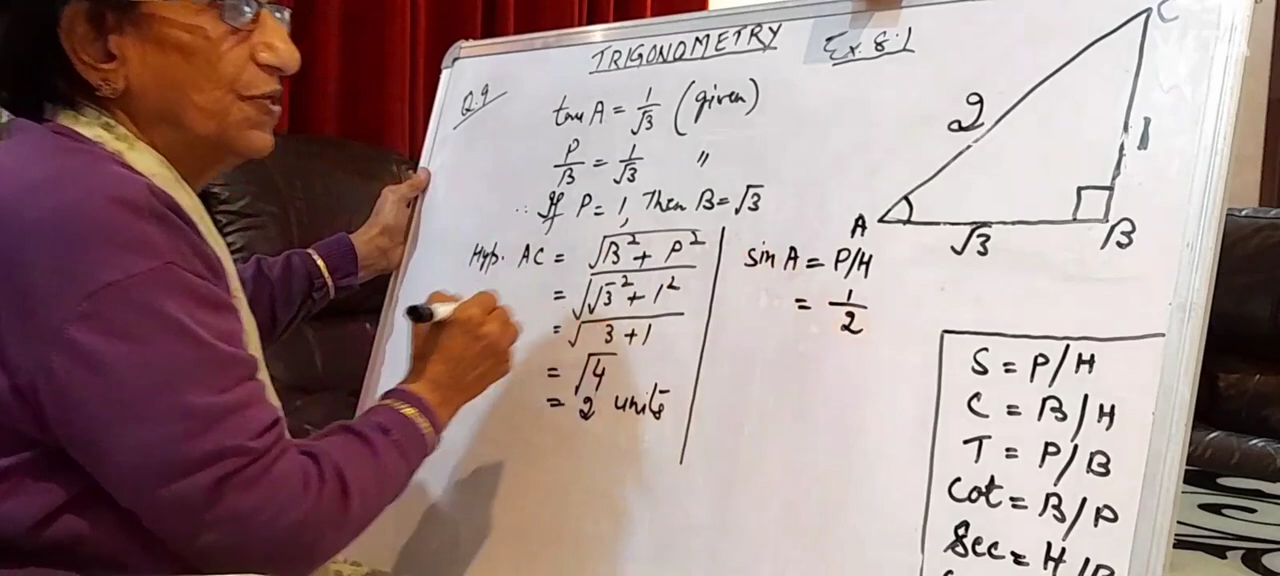 TRIGONOMETRY Ex. 8.1
Q.9
tan A = 1/√3 (given)
P/B = 1/√3 "
∴ If P = 1, Then B = √3
Hyp. AC = √B² + P²
= √√3² + 1²
= √3 + 1
= √4
= 2 units
sin A = P/H
= 1/2
C
2
1
A
√3
B
S = P/H
C = B/H
T = P/B
Cot = B/P
Sec = H/B